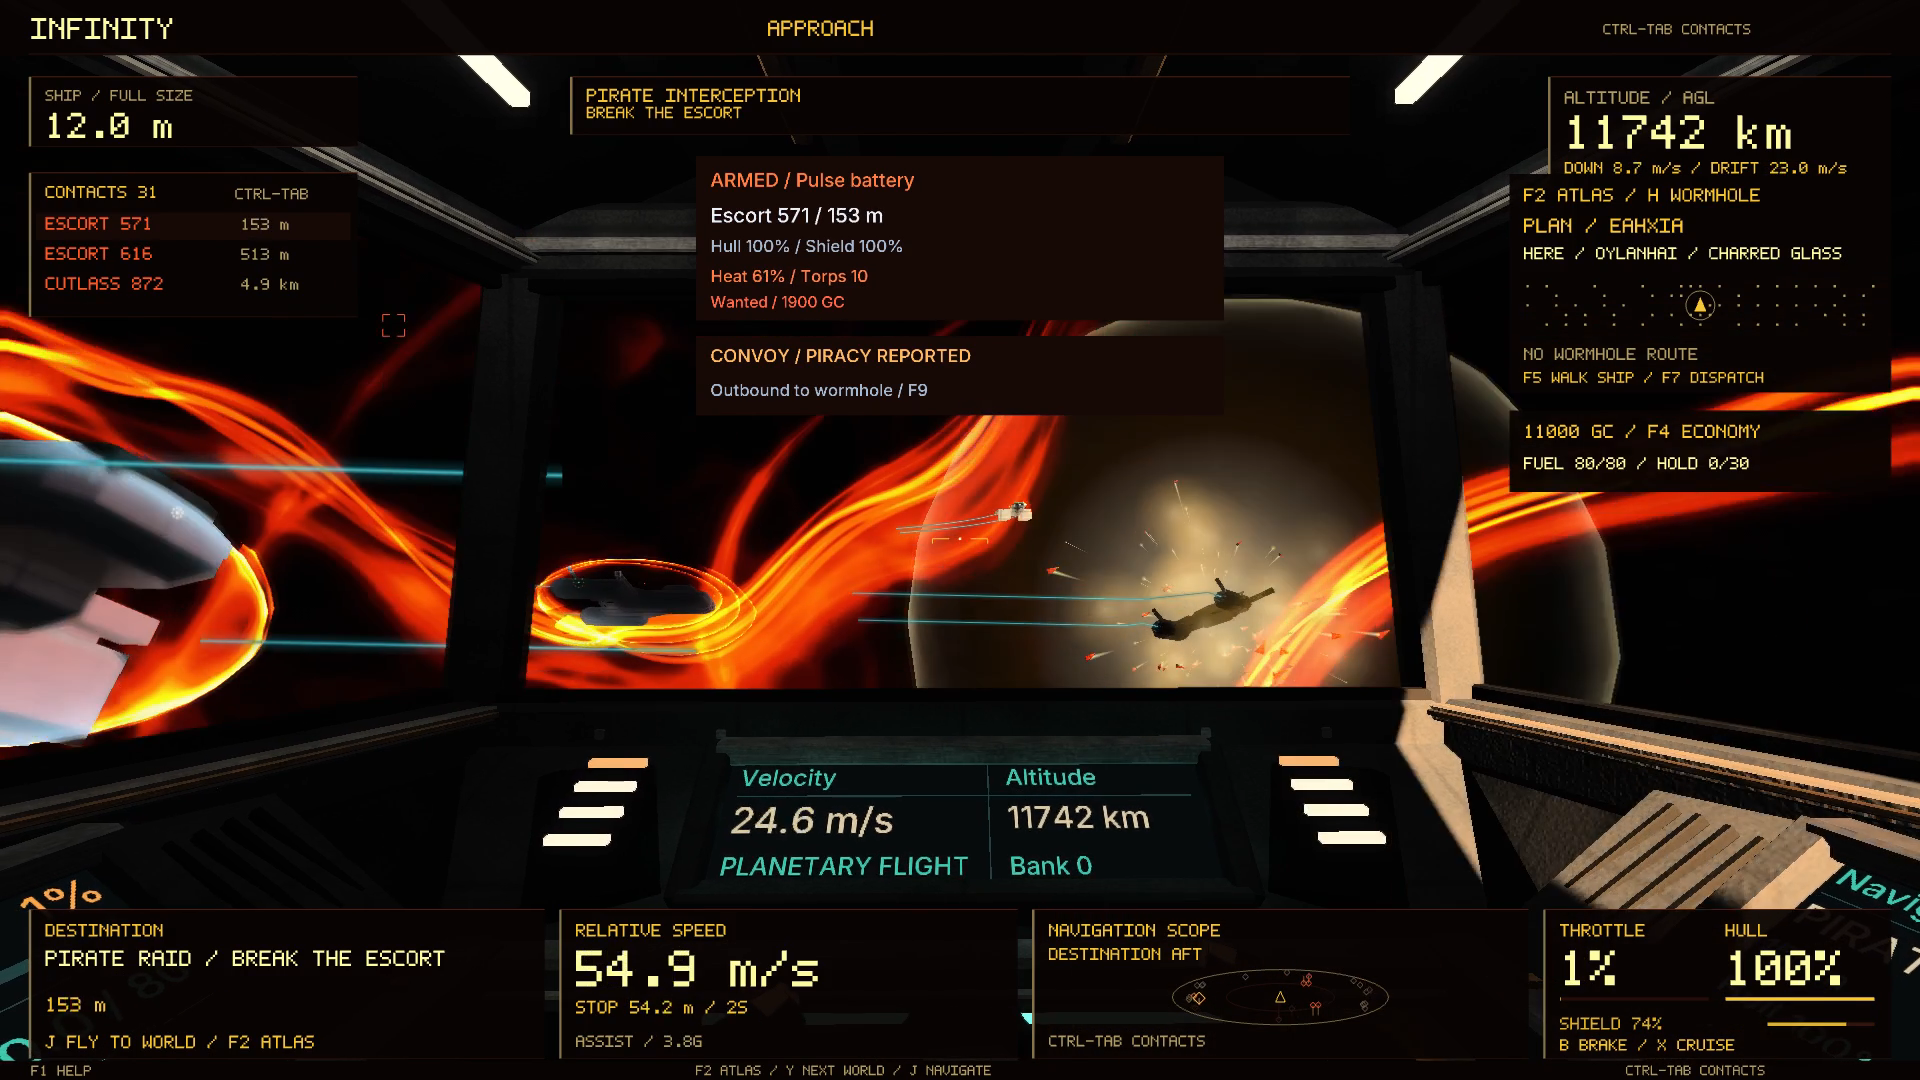 INFINITY
APPROACH
CTRL-TAB CONTACTS
SHIP / FULL SIZE
12.0 m
PIRATE INTERCEPTION
BREAK THE ESCORT
ALTITUDE / AGL
11742 km
DOWN 8.7 m/s / DRIFT 23.0 m/s
CONTACTS 31 CTRL-TAB
ESCORT 571 153 m
ESCORT 616 513 m
CUTLASS 872 4.9 km
ARMED / Pulse battery
Escort 571 / 153 m
Hull 100% / Shield 100%
Heat 61% / Torps 10
Wanted / 1900 GC
CONVOY / PIRACY REPORTED
Outbound to wormhole / F9
F2 ATLAS / H WORMHOLE
PLAN / EAHXIA
HERE / OYLANHAI / CHARRED GLASS
NO WORMHOLE ROUTE
F5 WALK SHIP / F7 DISPATCH
11000 GC / F4 ECONOMY
FUEL 80/80 / HOLD 0/30
Velocity
24.6 m/s
PLANETARY FLIGHT
Altitude
11742 km
Bank 0
DESTINATION
PIRATE RAID / BREAK THE ESCORT
153 m
J FLY TO WORLD / F2 ATLAS
RELATIVE SPEED
54.9 m/s
STOP 54.2 m / 2S
ASSIST / 3.8G
NAVIGATION SCOPE
DESTINATION AFT
CTRL-TAB CONTACTS
THROTTLE
1%
HULL
100%
SHIELD 74%
B BRAKE / X CRUISE
F1 HELP
F2 ATLAS / Y NEXT WORLD / J NAVIGATE
CTRL-TAB CONTACTS